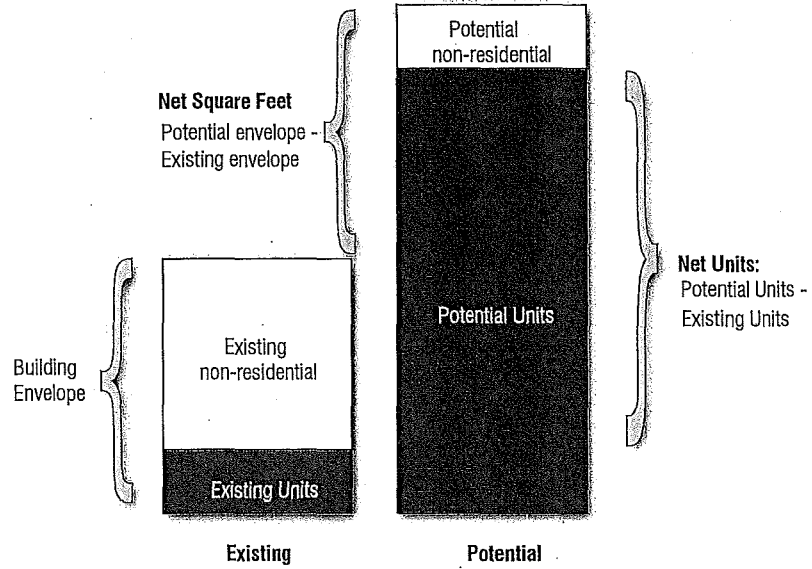 Potential
non-residential
Net Square Feet
Potential envelope -
Existing envelope
Net Units:
Potential Units -
Existing Units
Potential Units
Building
Envelope
Existing
non-residential
Existing Units
Existing
Potential